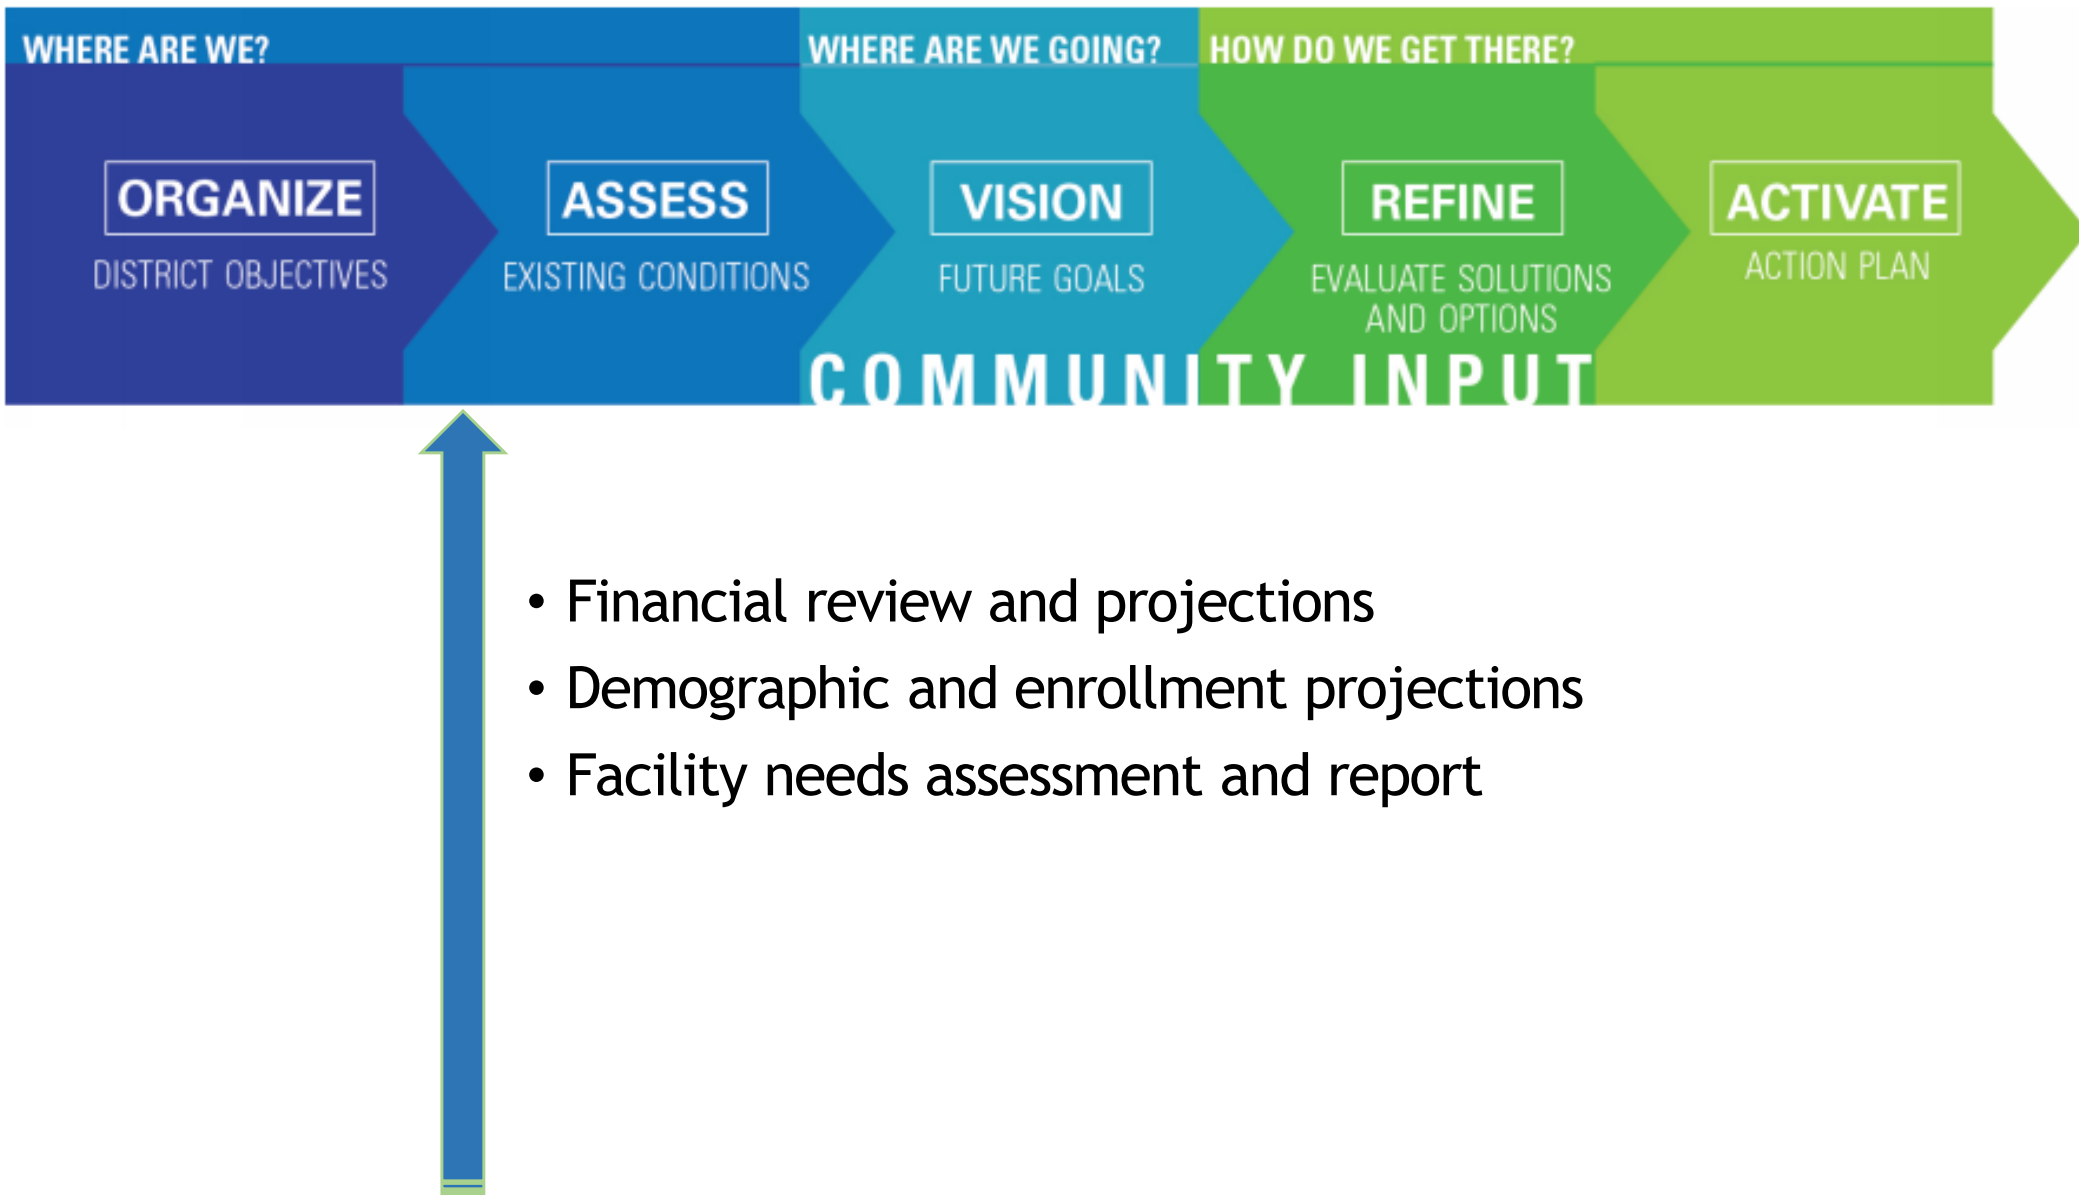 WHERE ARE WE?
WHERE ARE WE GOING?
HOW DO WE GET THERE?
ORGANIZE
DISTRICT OBJECTIVES
ASSESS
EXISTING CONDITIONS
VISION
FUTURE GOALS
REFINE
EVALUATE SOLUTIONS
AND OPTIONS
ACTIVATE
ACTION PLAN
COMMUNITY INPUT
• Financial review and projections
• Demographic and enrollment projections
• Facility needs assessment and report